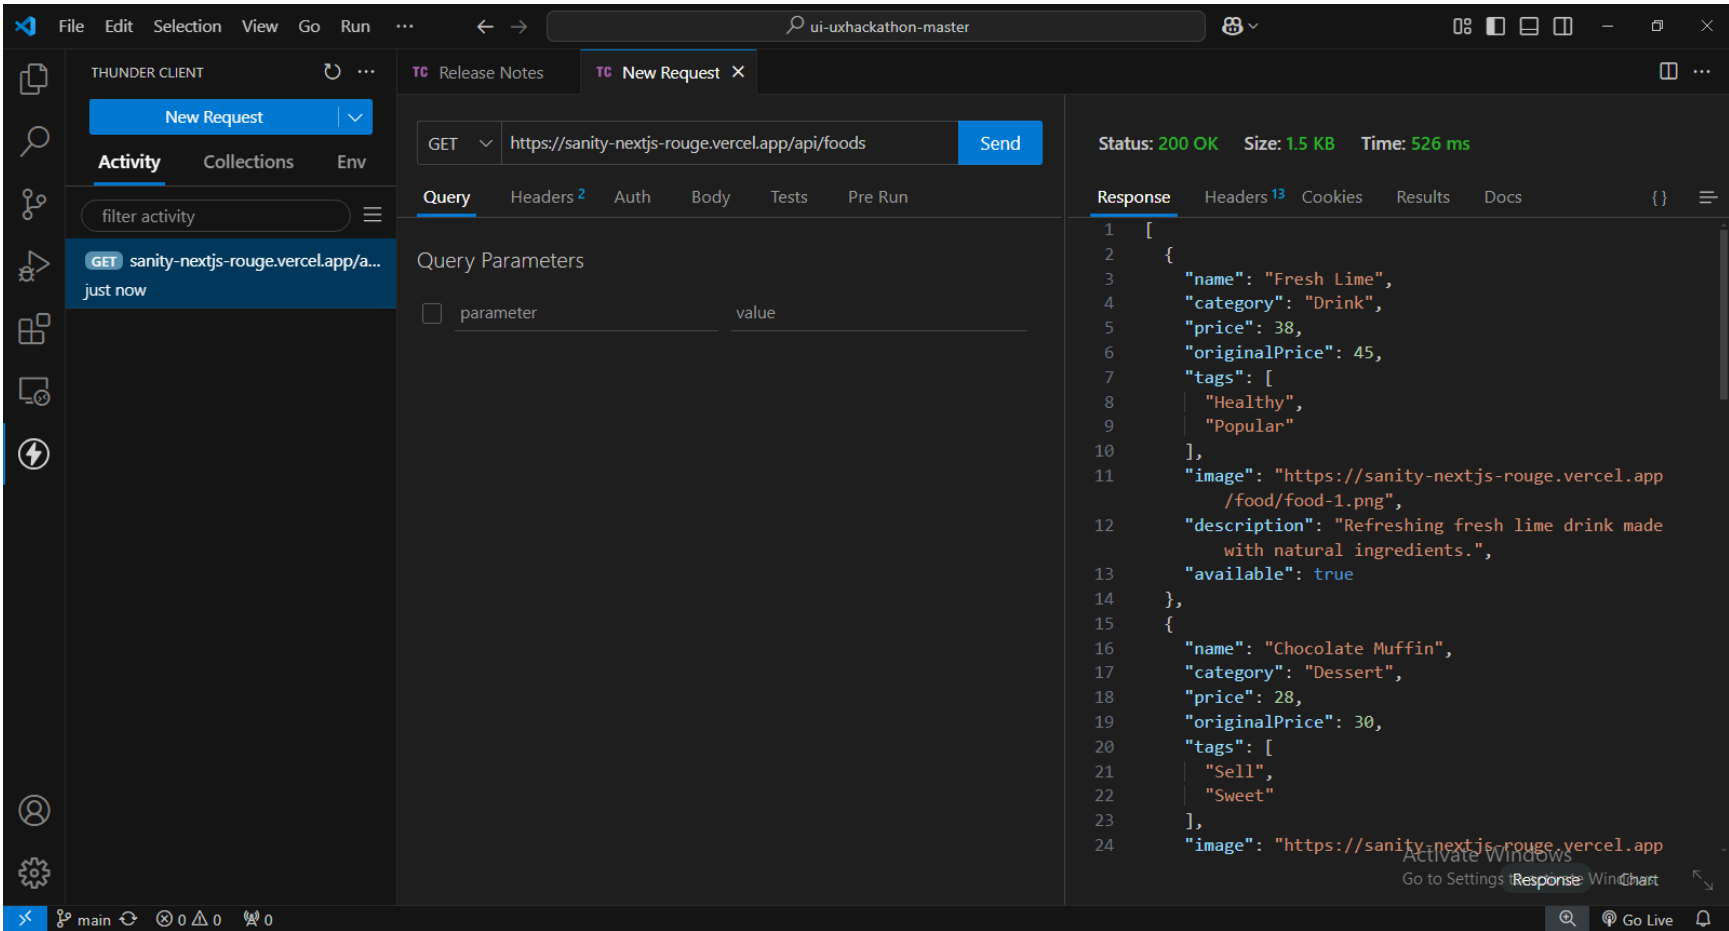 File Edit Selection View Go Run ··· ui-uxhackathon-master
THUNDER CLIENT
New Request
Activity Collections Env
filter activity
GET sanity-nextjs-rouge.vercel.app/a...
just now
TC Release Notes TC New Request
GET https://sanity-nextjs-rouge.vercel.app/api/foods Send
Query Headers 2 Auth Body Tests Pre Run
Query Parameters
parameter value
Status: 200 OK Size: 1.5 KB Time: 526 ms
Response Headers 13 Cookies Results Docs { }
1 [
2 {
3 "name": "Fresh Lime",
4 "category": "Drink",
5 "price": 38,
6 "originalPrice": 45,
7 "tags": [
8 "Healthy",
9 "Popular"
10 ],
11 "image": "https://sanity-nextjs-rouge.vercel.app
/food/food-1.png",
12 "description": "Refreshing fresh lime drink made
with natural ingredients.",
13 "available": true
14 },
15 {
16 "name": "Chocolate Muffin",
17 "category": "Dessert",
18 "price": 28,
19 "originalPrice": 30,
20 "tags": [
21 "Sell",
22 "Sweet"
23 ],
24 "image": "https://sanity-nextjs-rouge.vercel.app
Activate Windows
Go to Settings to activate Windows.
Response Chart
main 0 0 0 Go Live